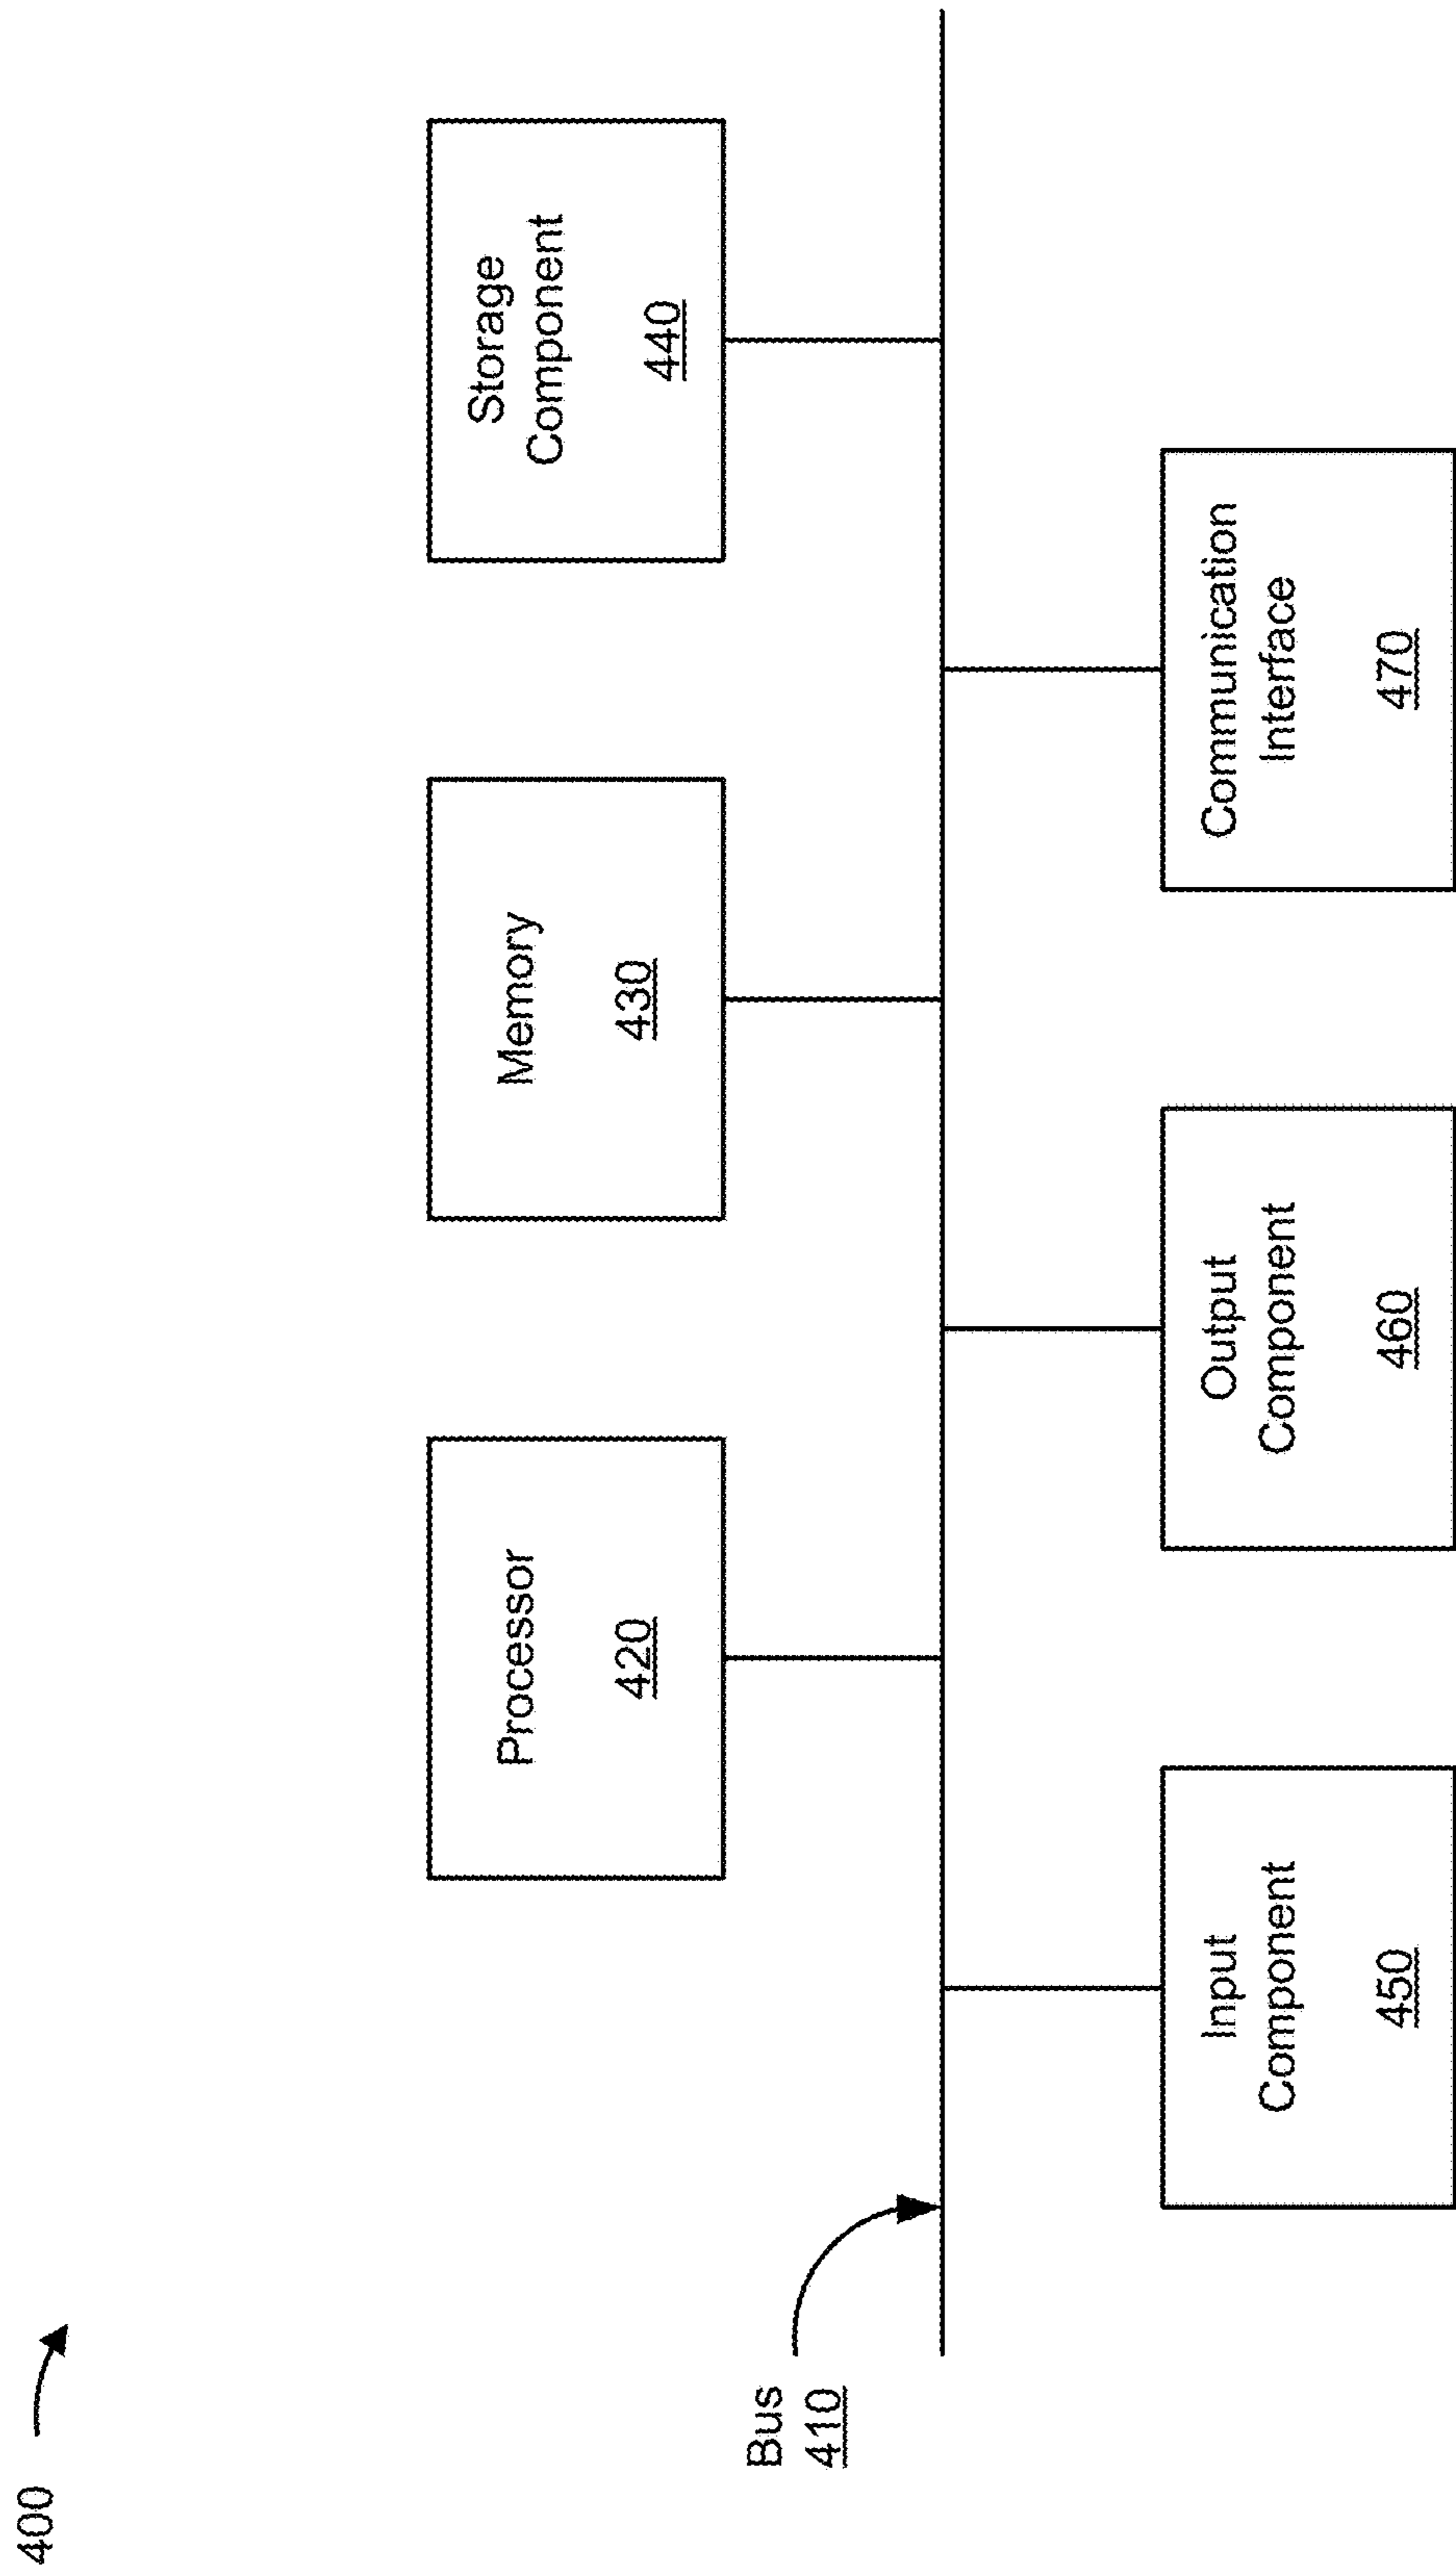 400
Processor
420
Memory
430
Storage
Component
440
Bus
410
Input
Component
450
Output
Component
460
Communication
Interface
470